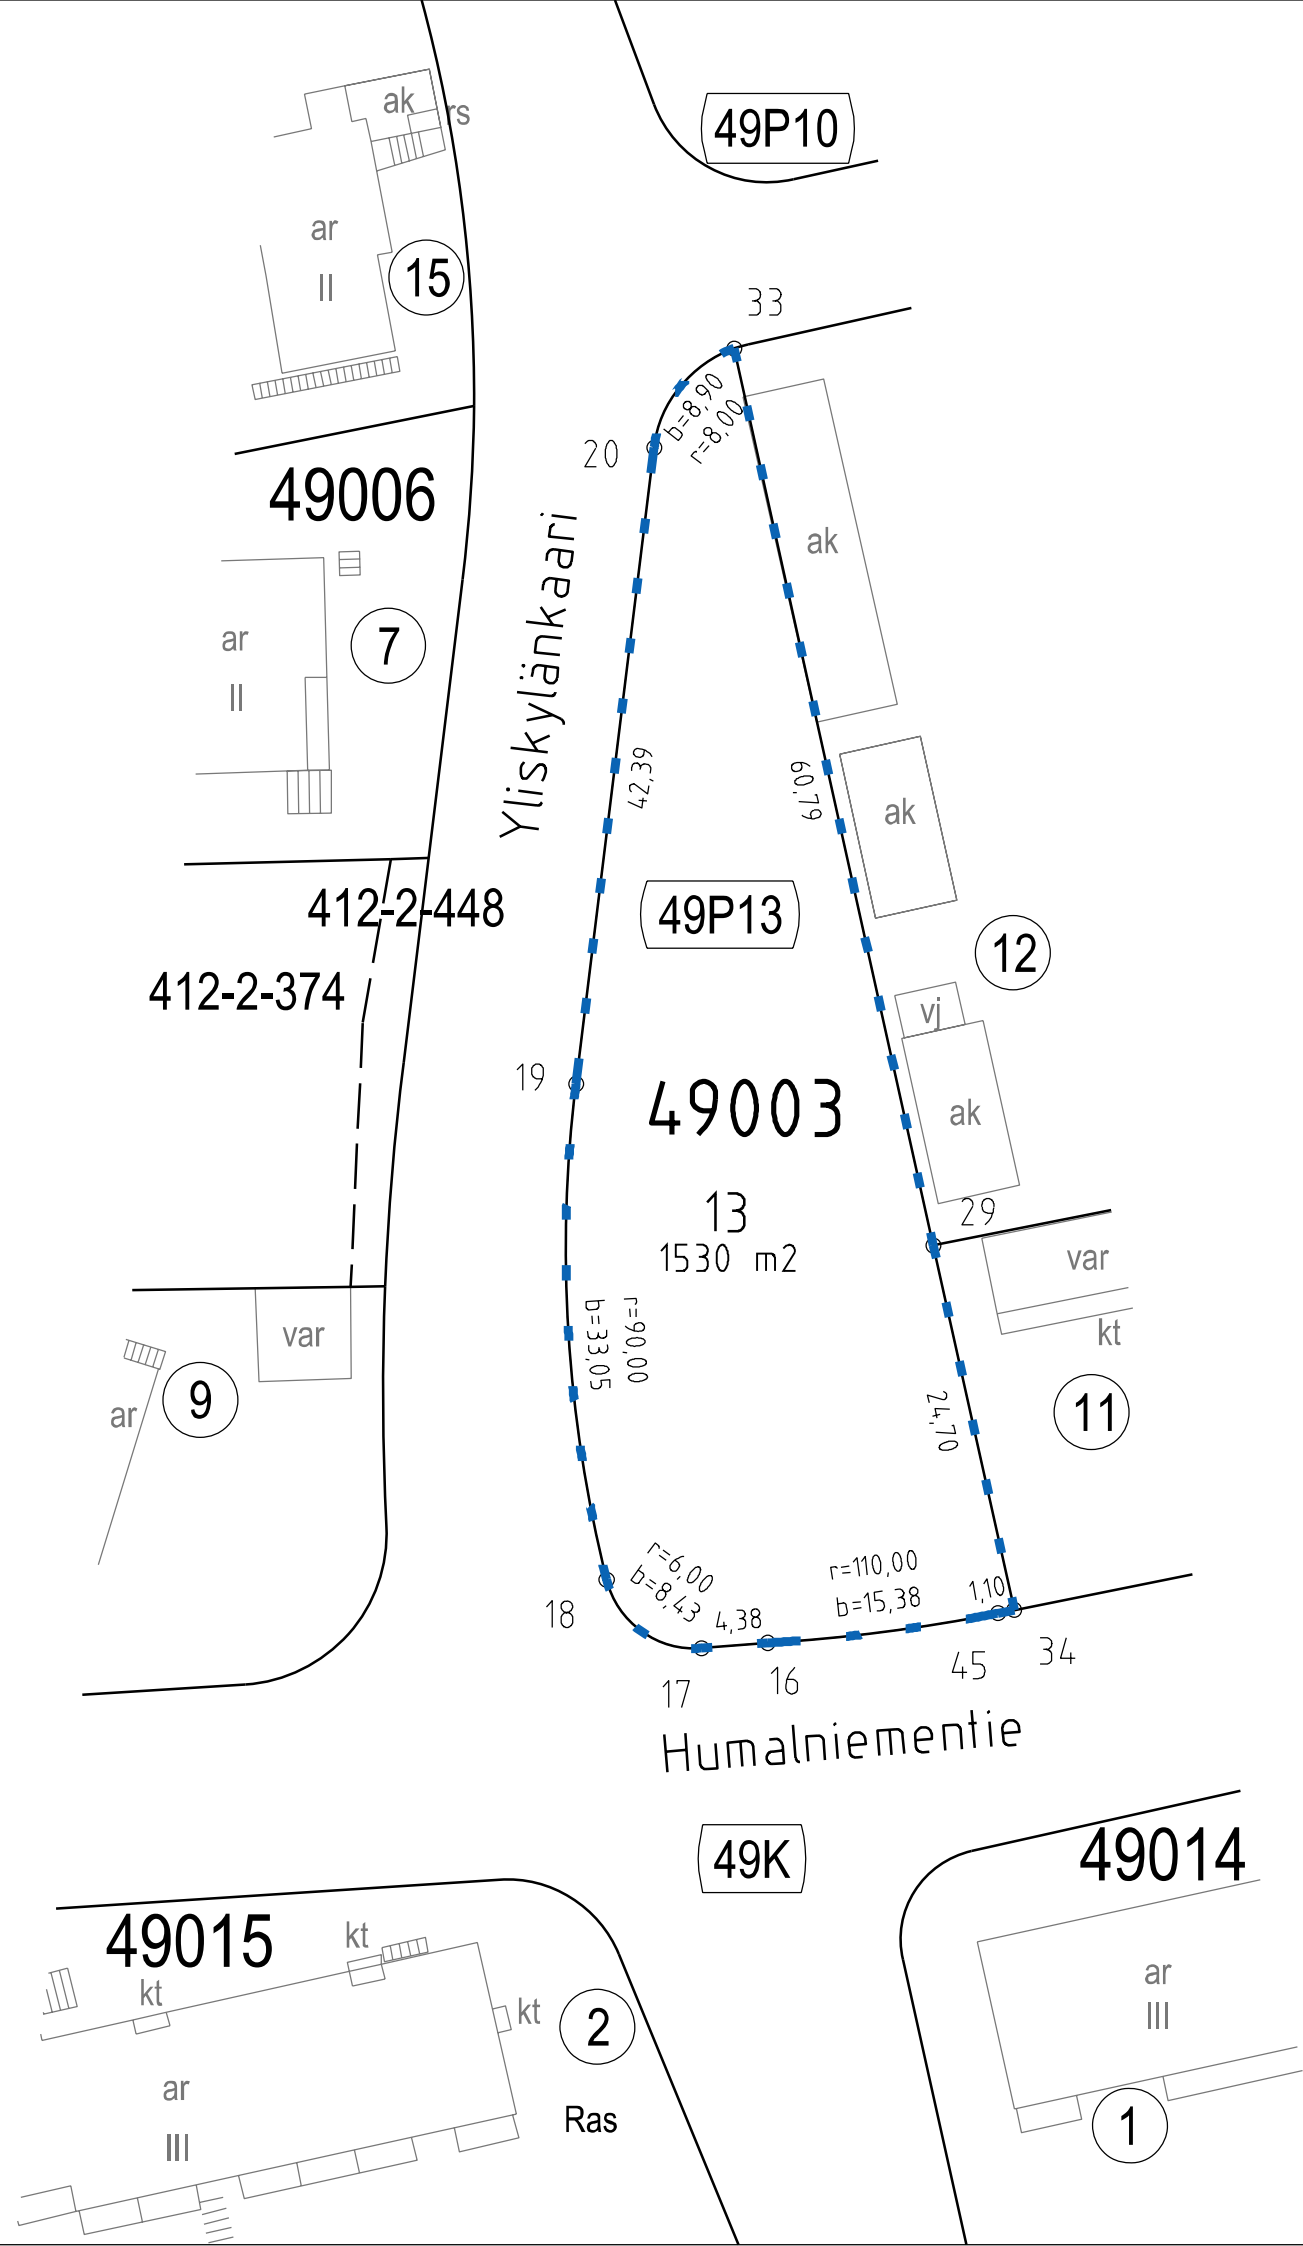 ak
rs
49P10
ar
II
15
33
b=8,90
r=8,00
20
49006
Yliskylänkaari
ak
ar
II
7
42,39
60,79
ak
412-2-448
49P13
412-2-374
12
vj
19
49003
ak
13
29
1530 m2
var
r=90,00
b=33,05
var
kt
9
ar
24,70
11
r=6,00
b=8,43
r=110,00
b=15,38
1,10
4,38
18
17
16
45
34
Humalniementie
49K
49014
49015
kt
kt
ar
III
kt
2
ar
III
Ras
1